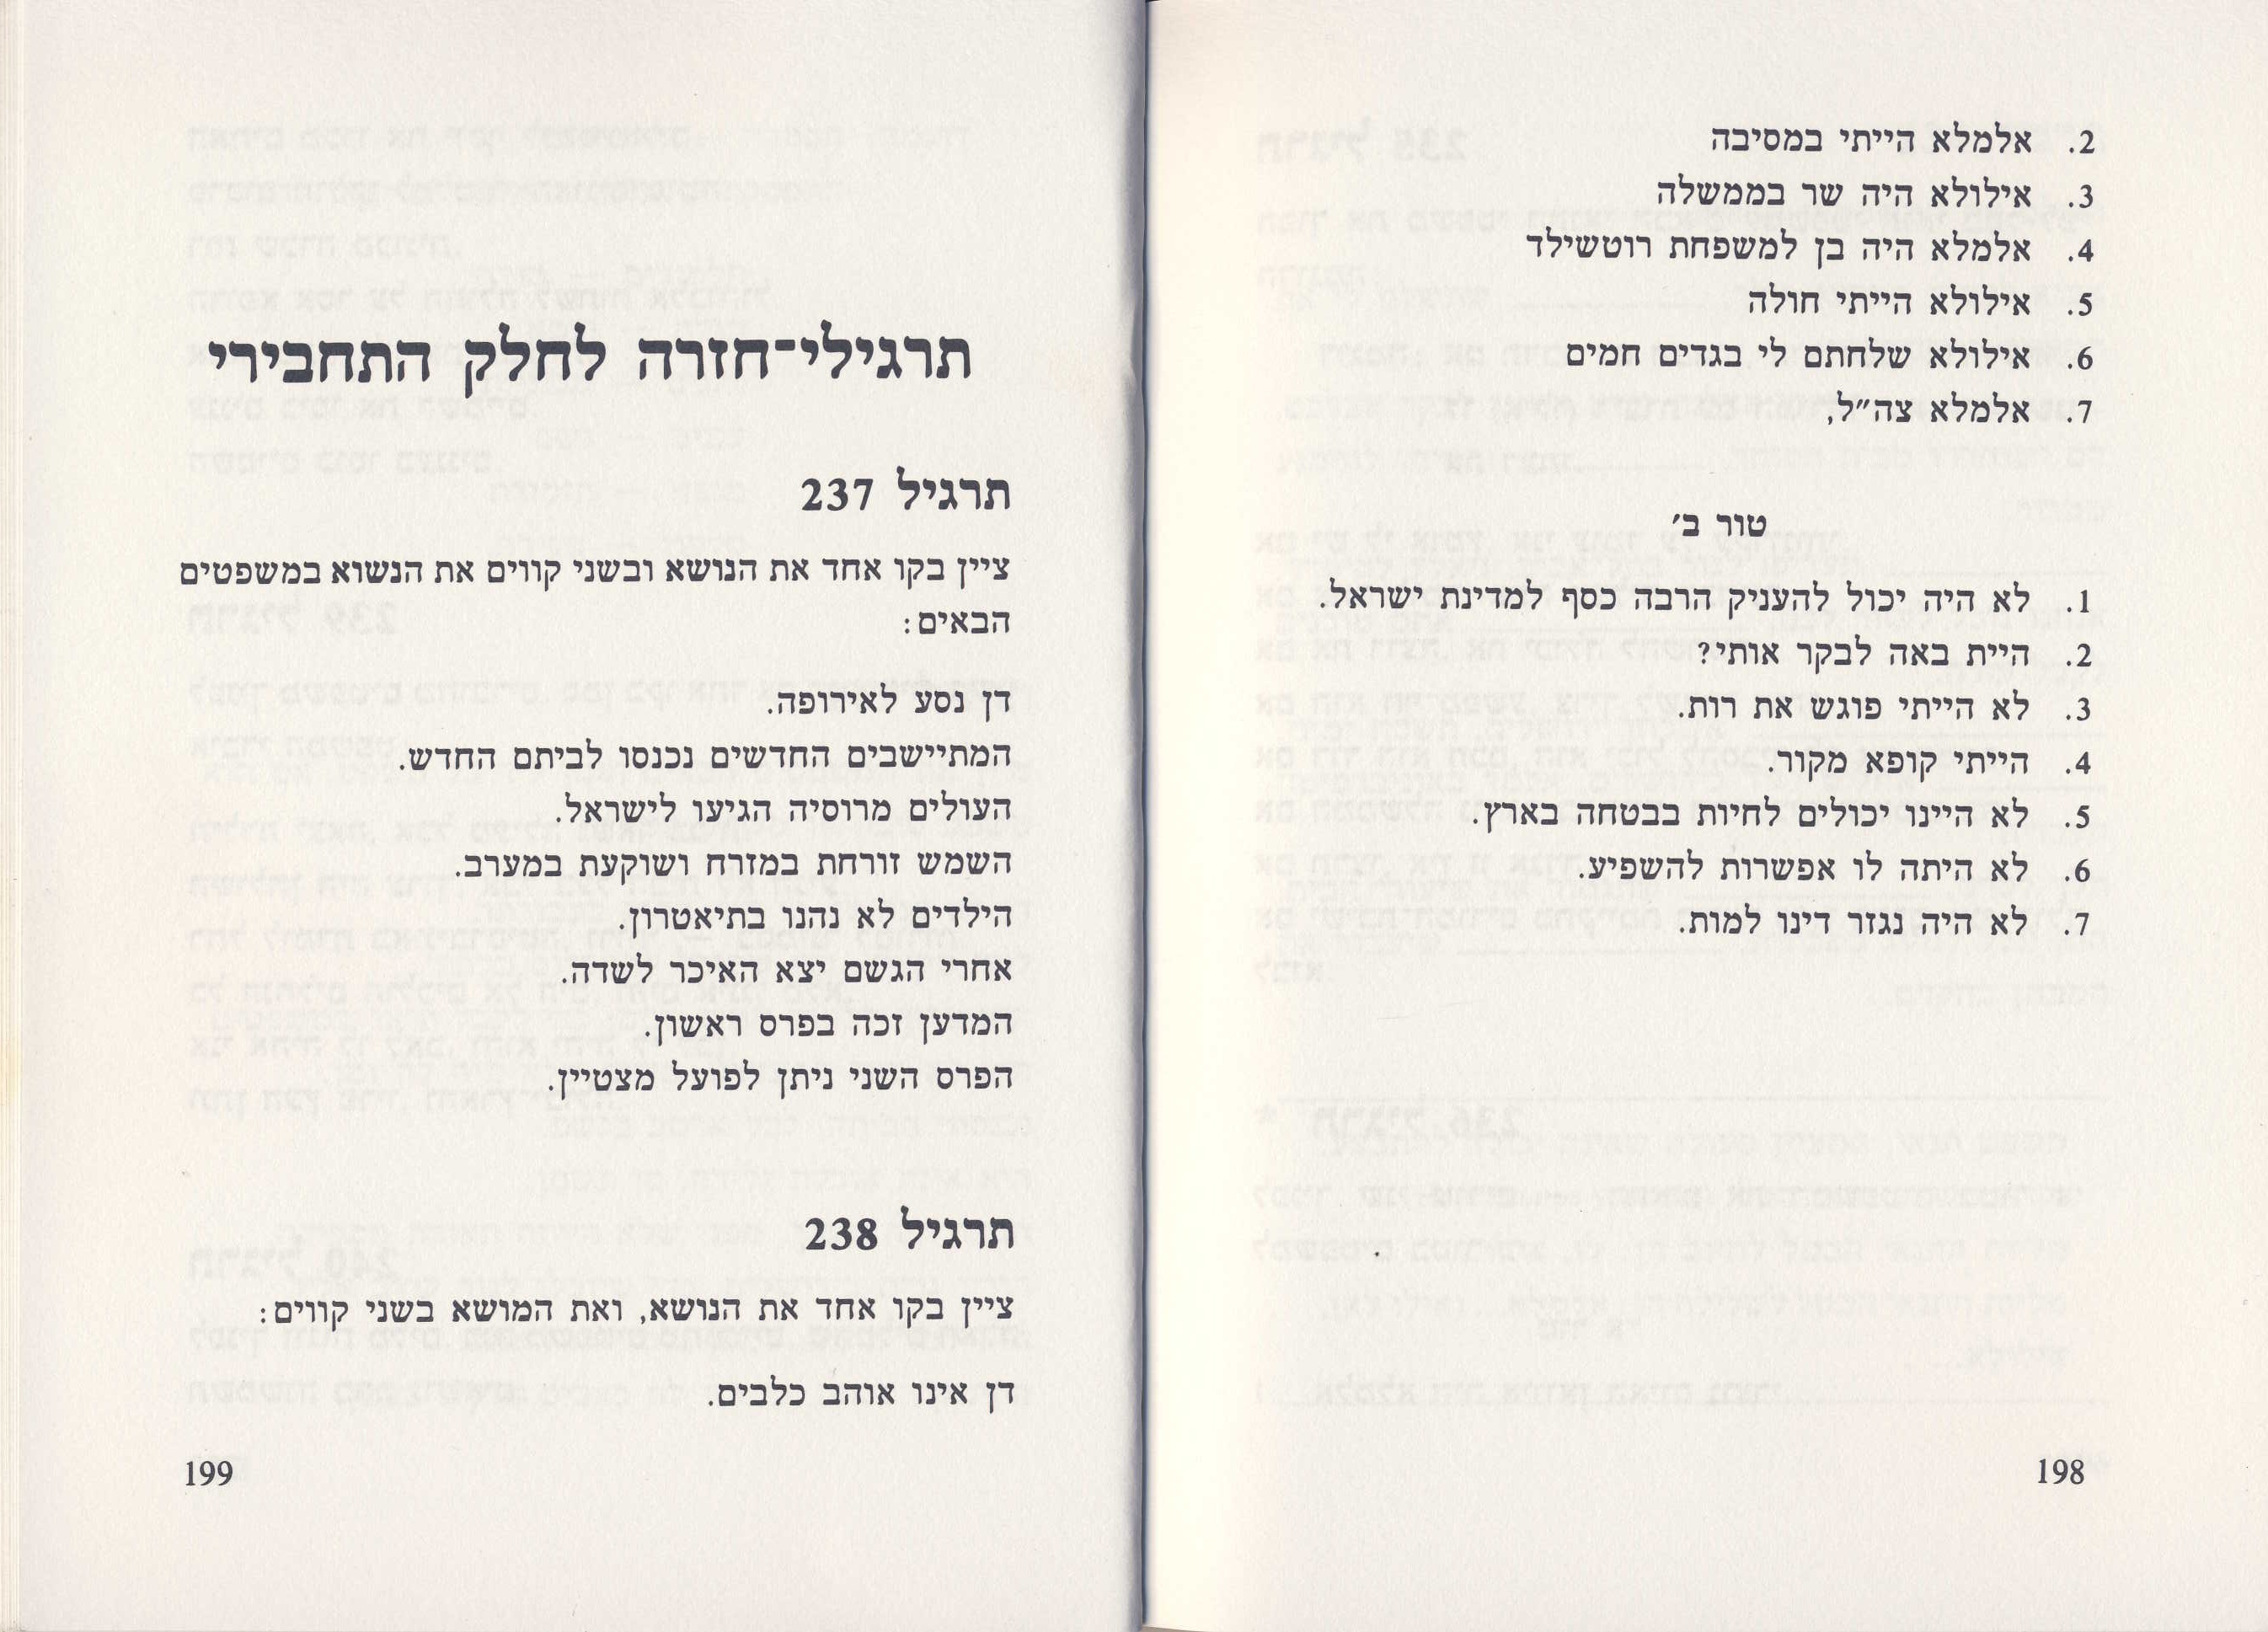 2. אלמלא הייתי במסיבה
3. אילולא היה שר בממשלה
4. אלמלא היה בן למשפחת רוטשילד
5. אילולא הייתי חולה
6. אילולא שלחתם לי בגדים חמים
7. אלמלא צה״ל,
טור ב׳
1. לא היה יכול להעניק הרבה כסף למדינת ישראל.
2. היית באה לבקר אותי?
3. לא הייתי פוגש את רות.
4. הייתי קופא מקור.
5. לא היינו יכולים לחיות בבטחה בארץ.
6. לא היתה לו אפשרות להשפיע.
7. לא היה נגזר דינו למות.
198
תרגילי־חזרה לחלק התחבירי
תרגיל 237
ציין בקו אחד את הנושא ובשני קווים את הנשוא במשפטים
הבאים:
דן נסע לאירופה.
המתיישבים החדשים נכנסו לביתם החדש.
העולים מרוסיה הגיעו לישראל.
השמש זורחת במזרח ושוקעת במערב.
הילדים לא נהנו בתיאטרון.
אחרי הגשם יצא האיכר לשדה.
המדען זכה בפרס ראשון.
הפרס השני ניתן לפועל מצטיין.
תרגיל 238
ציין בקו אחד את הנושא, ואת המושא בשני קווים:
דן אינו אוהב כלבים.
199